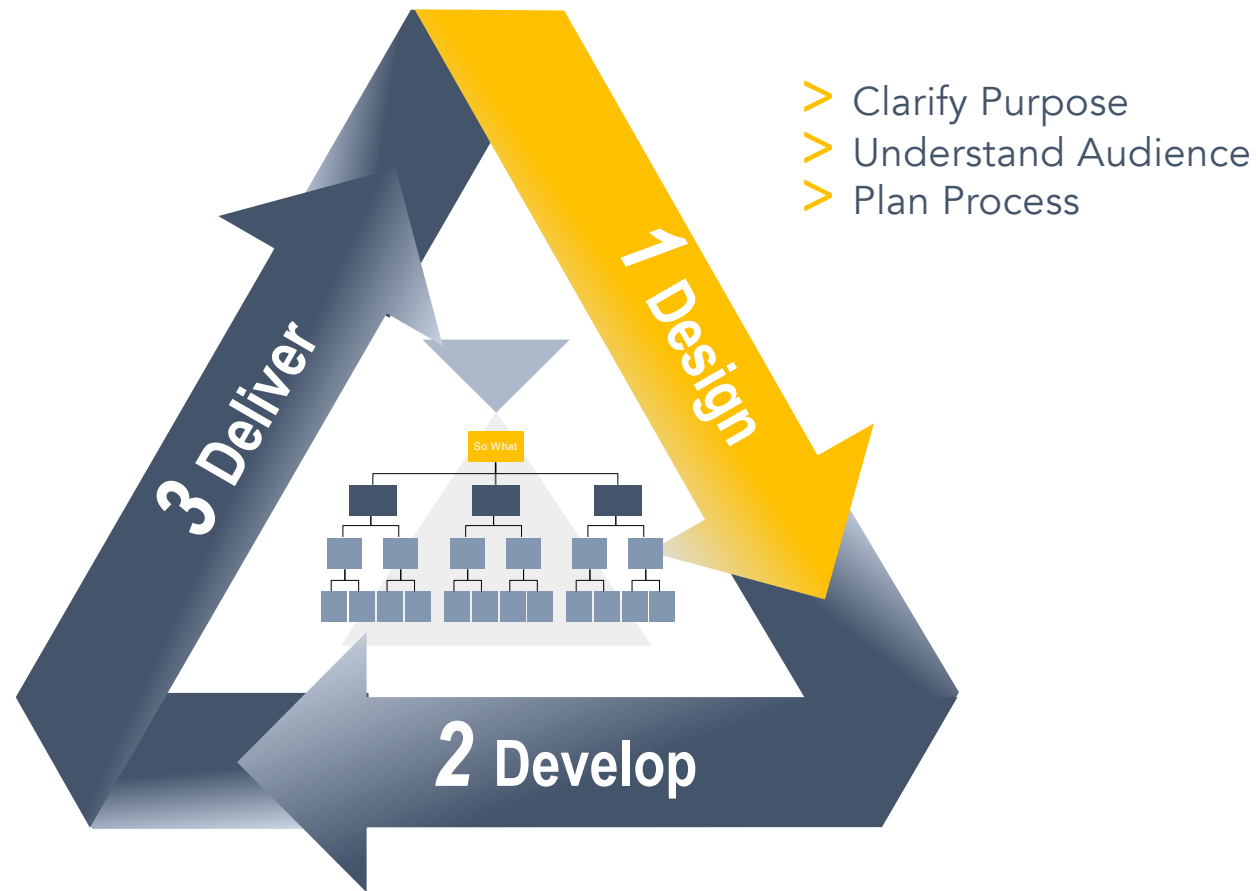 > Clarify Purpose
> Understand Audience
> Plan Process
1 Design
So What
3 Deliver
2 Develop